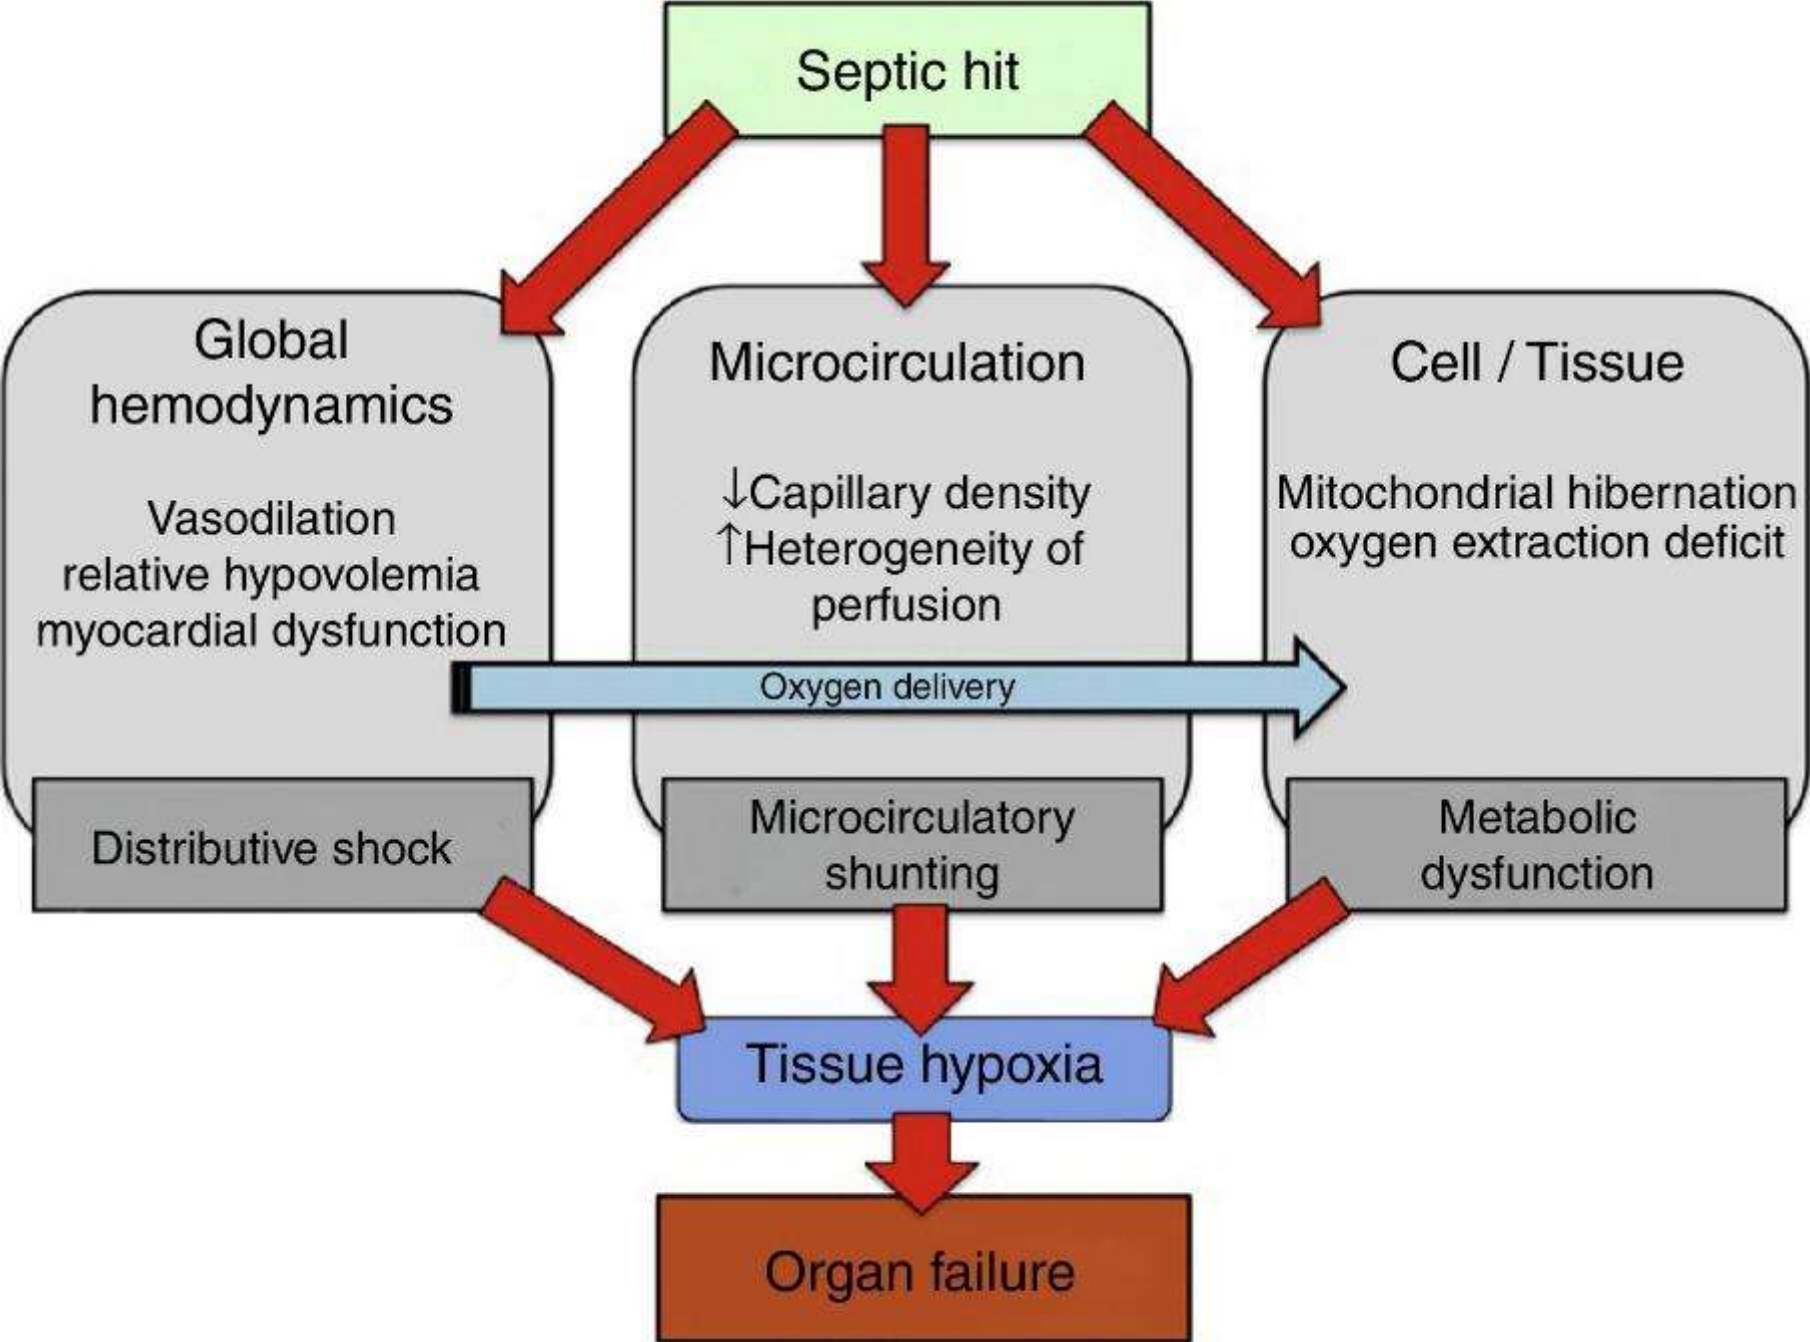 Septic hit
Global
hemodynamics
Vasodilation
relative hypovolemia
myocardial dysfunction
Microcirculation
↓Capillary density
↑Heterogeneity of
perfusion
Cell / Tissue
Mitochondrial hibernation
oxygen extraction deficit
Oxygen delivery
Distributive shock
Microcirculatory
shunting
Metabolic
dysfunction
Tissue hypoxia
Organ failure